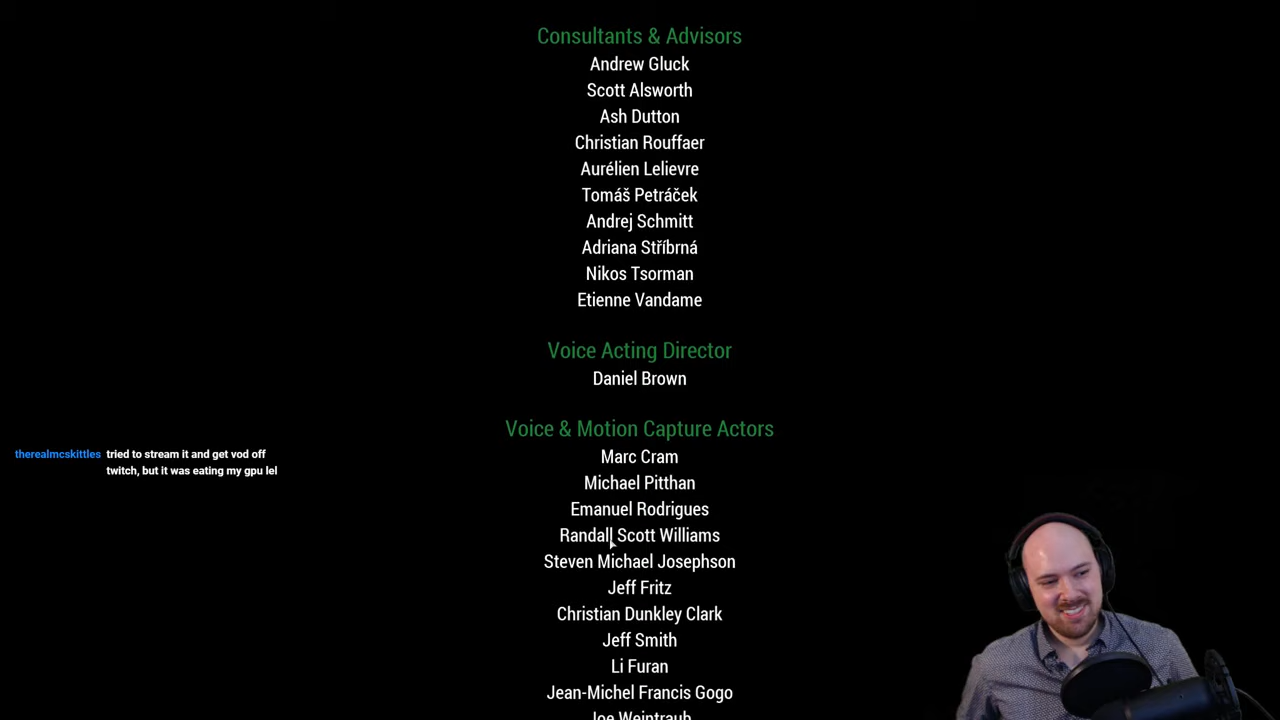 Consultants & Advisors
Andrew Gluck
Scott Alsworth
Ash Dutton
Christian Rouffaer
Aurélien Lelievre
Tomáš Petráček
Andrej Schmitt
Adriana Stříbrná
Nikos Tsorman
Etienne Vandame
Voice Acting Director
Daniel Brown
Voice & Motion Capture Actors
therealmcskittles tried to stream it and get vod off
twitch, but it was eating my gpu lel
Marc Cram
Michael Pitthan
Emanuel Rodrigues
Randall Scott Williams
Steven Michael Josephson
Jeff Fritz
Christian Dunkley Clark
Jeff Smith
Li Furan
Jean-Michel Francis Gogo
Joe Weintraub